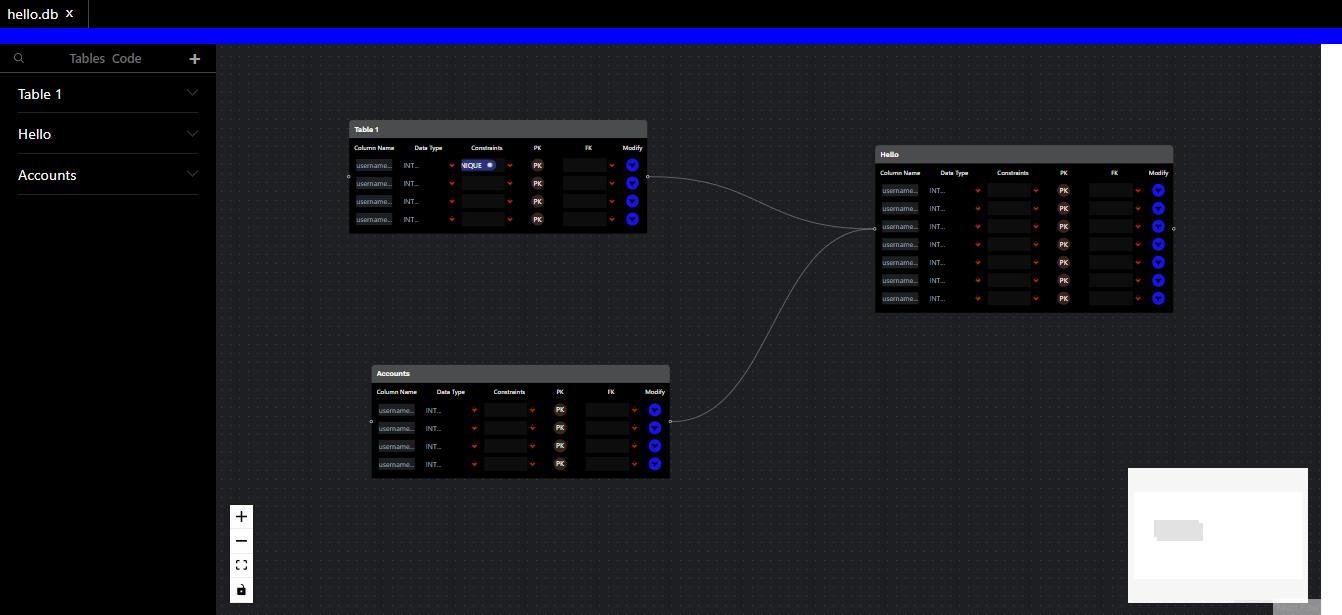 hello.db x
Tables Code +
Table 1
Hello
Accounts
Table 1
Column Name Data Type Constraints PK FK Modify
username... INT... NIQUE PK
username... INT... PK
username... INT... PK
username... INT... PK
Hello
Column Name Data Type Constraints PK FK Modify
username... INT... PK
username... INT... PK
username... INT... PK
username... INT... PK
username... INT... PK
username... INT... PK
username... INT... PK
Accounts
Column Name Data Type Constraints PK FK Modify
username... INT... PK
username... INT... PK
username... INT... PK
username... INT... PK